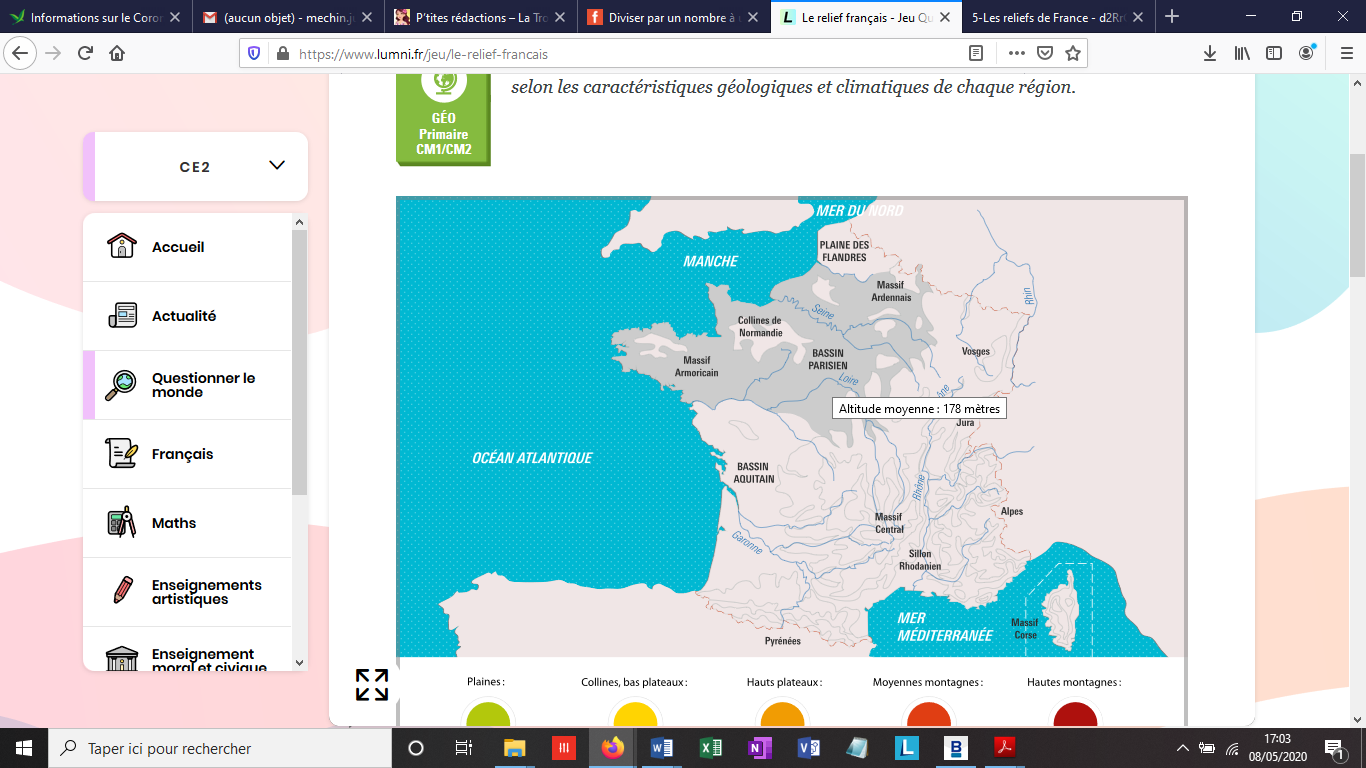 Informations sur le Coron
(aucun objet) - mechin.j
P'tites rédactions – La Tro
Diviser par un nombre à
Le relief français - Jeu Qu
5-Les reliefs de France - d2Rr
https://www.lumni.fr/jeu/le-relief-francais
selon les caractéristiques géologiques et climatiques de chaque région.
GÉO
Primaire
CM1/CM2
CE2
Accueil
Actualité
Questionner le
monde
Français
Maths
Enseignements
artistiques
Enseignement
moral et civique
MER DU NORD
PLAINE DES
FLANDRES
MANCHE
Massif
Ardennais
Rhin
Seine
Collines de
Normandie
Vosges
BASSIN
PARISIEN
Massif
Armoricain
Loire
ône
Altitude moyenne : 178 mètres
Jura
OCÉAN ATLANTIQUE
BASSIN
AQUITAIN
Rhône
Alpes
Massif
Central
Garonne
Sillon
Rhodanien
MER
MÉDITERRANÉE
Massif
Corse
Pyrénées
Plaines :
Collines, bas plateaux :
Hauts plateaux :
Moyennes montagnes :
Hautes montagnes :
Taper ici pour rechercher
17:03
08/05/2020
1